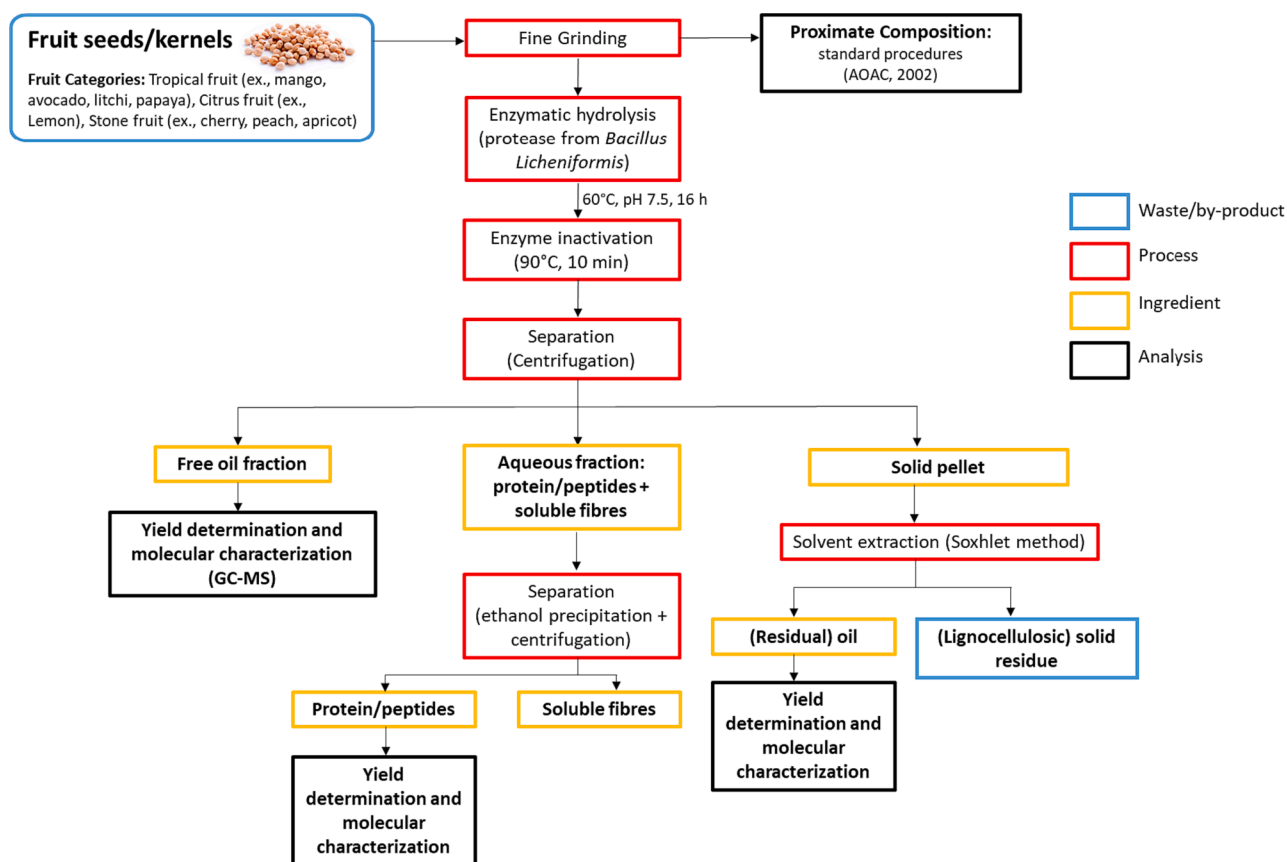 Fruit seeds/kernels
Fruit Categories: Tropical fruit (ex., mango,
avocado, litchi, papaya), Citrus fruit (ex.,
Lemon), Stone fruit (ex., cherry, peach, apricot)
Fine Grinding
Proximate Composition:
standard procedures
(AOAC, 2002)
Enzymatic hydrolysis
(protease from Bacillus
Licheniformis)
60°C, pH 7.5, 16 h
Enzyme inactivation
(90°C, 10 min)
Separation
(Centrifugation)
Waste/by-product
Process
Ingredient
Analysis
Free oil fraction
Yield determination and
molecular characterization
(GC-MS)
Aqueous fraction:
protein/peptides +
soluble fibres
Separation
(ethanol precipitation +
centrifugation)
Protein/peptides
Soluble fibres
Yield
determination and
molecular
characterization
Solid pellet
Solvent extraction (Soxhlet method)
(Residual) oil
(Lignocellulosic) solid
residue
Yield
determination and
molecular
characterization